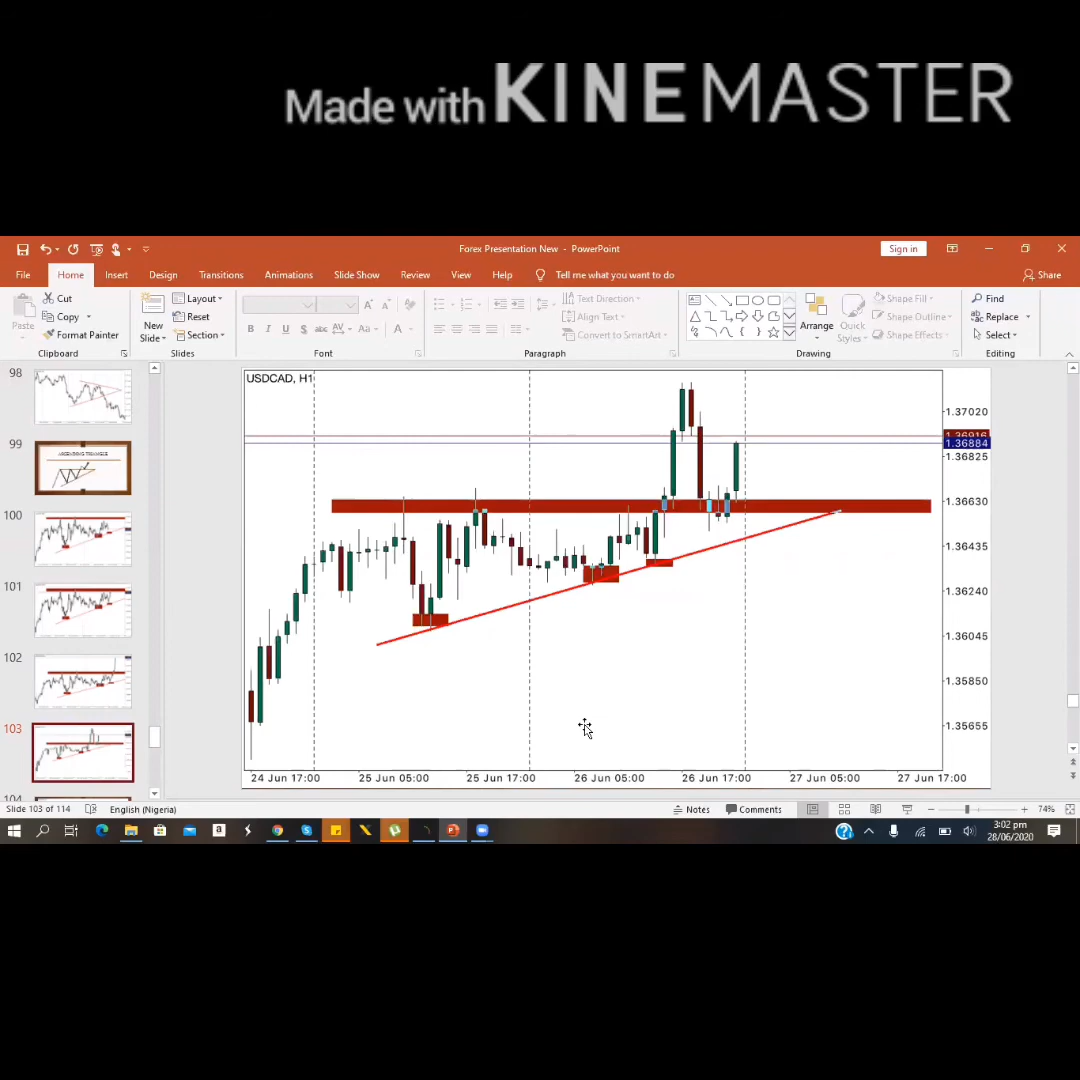 Made with KINEMASTER
Forex Presentation New - PowerPoint
Sign in
File Home Insert Design Transitions Animations Slide Show Review View Help Tell me what you want to do Share
Paste Cut Copy Format Painter
Clipboard
New Slide Layout Reset Section
Slides
B I U S abc AV Aa A
Font
Text Direction
Align Text
Convert to SmartArt
Paragraph
Arrange Quick Styles
Shape Fill
Shape Outline
Shape Effects
Drawing
Find
Replace
Select
Editing
98
99
ASCENDING TRIANGLE
100
101
102
103
USDCAD, H1
1.37020
1.36916
1.36884
1.36825
1.36630
1.36435
1.36240
1.36045
1.35850
1.35655
24 Jun 17:00 25 Jun 05:00 25 Jun 17:00 26 Jun 05:00 26 Jun 17:00 27 Jun 05:00 27 Jun 17:00
Slide 103 of 114 English (Nigeria) Notes Comments 74%
3:02 pm
28/06/2020